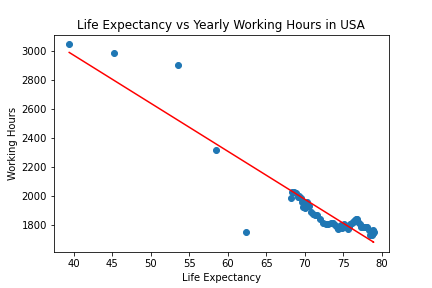 Life Expectancy vs Yearly Working Hours in USA
3000
2800
2600
2400
2200
2000
1800
Working Hours
40 45 50 55 60 65 70 75 80
Life Expectancy